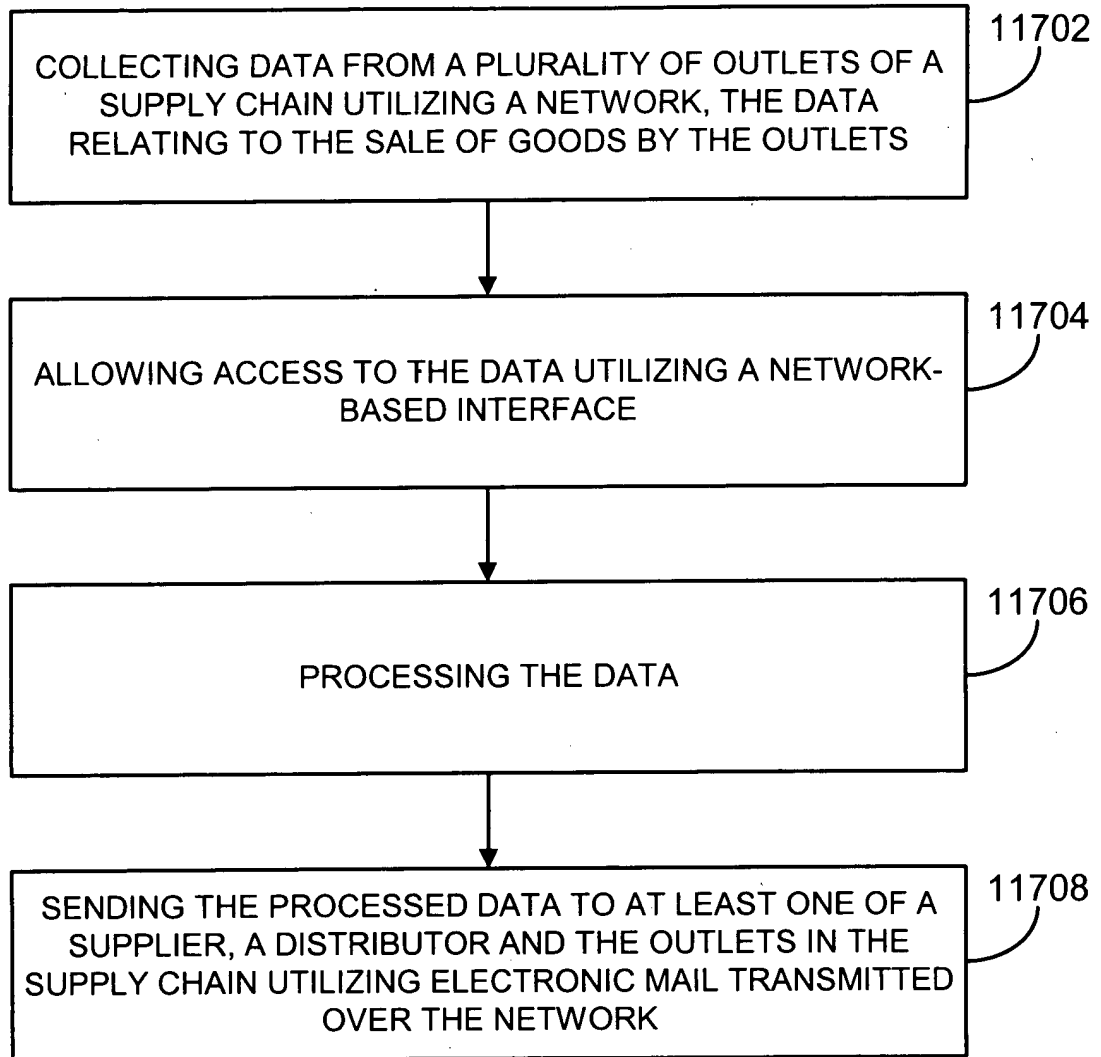 11702
COLLECTING DATA FROM A PLURALITY OF OUTLETS OF A
SUPPLY CHAIN UTILIZING A NETWORK, THE DATA
RELATING TO THE SALE OF GOODS BY THE OUTLETS
11704
ALLOWING ACCESS TO THE DATA UTILIZING A NETWORK-
BASED INTERFACE
11706
PROCESSING THE DATA
11708
SENDING THE PROCESSED DATA TO AT LEAST ONE OF A
SUPPLIER, A DISTRIBUTOR AND THE OUTLETS IN THE
SUPPLY CHAIN UTILIZING ELECTRONIC MAIL TRANSMITTED
OVER THE NETWORK